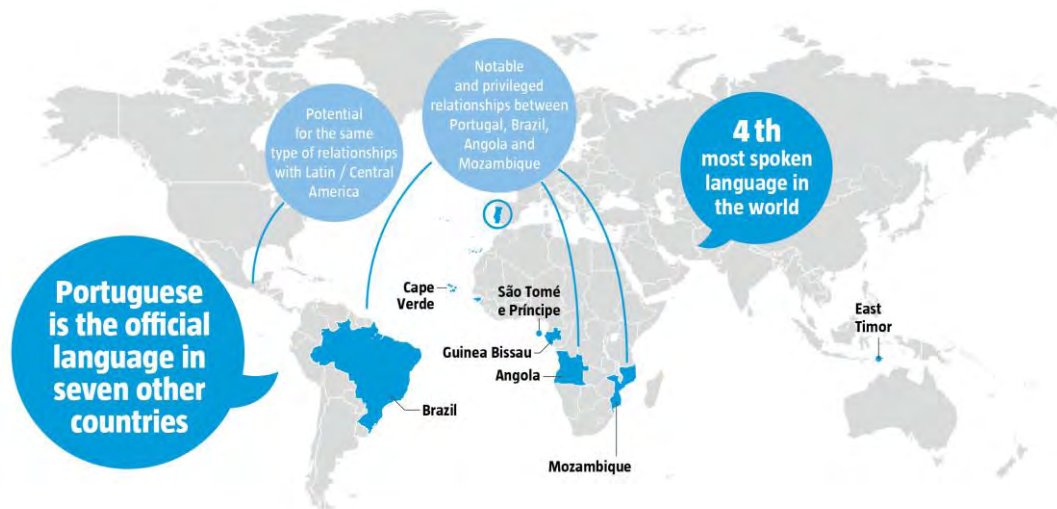 Potential
for the same
type of relationships
with Latin / Central
America
Notable
and privileged
relationships between
Portugal, Brazil,
Angola and
Mozambique
4 th
most spoken
language in
the world
Portuguese
is the official
language in
seven other
countries
Cape
Verde
São Tomé
e Príncipe
Guinea Bissau
Angola
Brazil
Mozambique
East
Timor